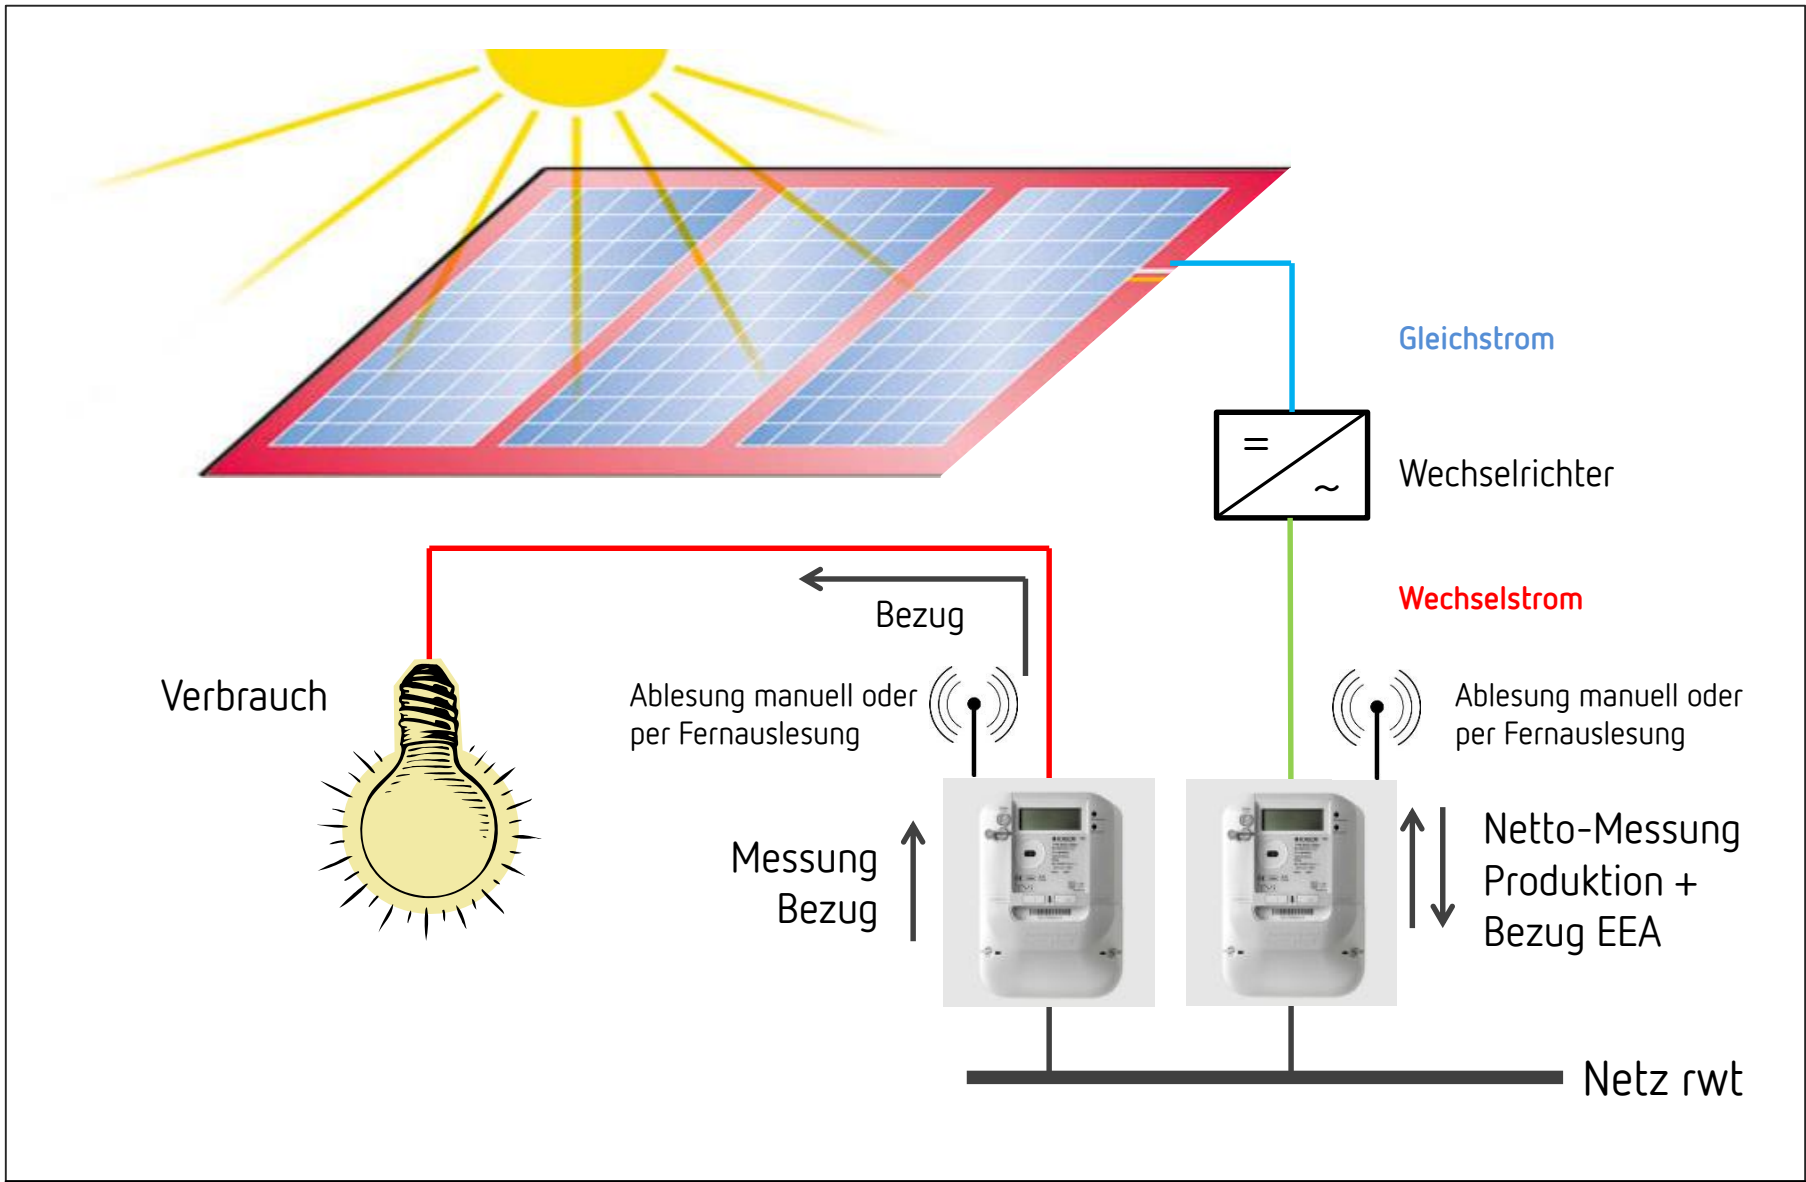 Gleichstrom
=
~
Wechselrichter
Wechselstrom
Bezug
Verbrauch
Ablesung manuell oder
per Fernauslesung
Ablesung manuell oder
per Fernauslesung
Messung
Bezug
Netto-Messung
Produktion +
Bezug EEA
Netz rwt